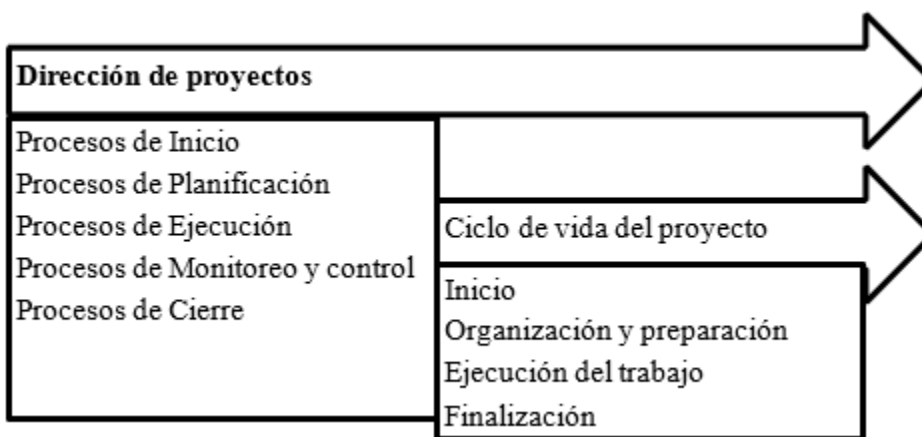 Dirección de proyectos
Procesos de Inicio
Procesos de Planificación
Procesos de Ejecución
Procesos de Monitoreo y control
Procesos de Cierre
Ciclo de vida del proyecto
Inicio
Organización y preparación
Ejecución del trabajo
Finalización